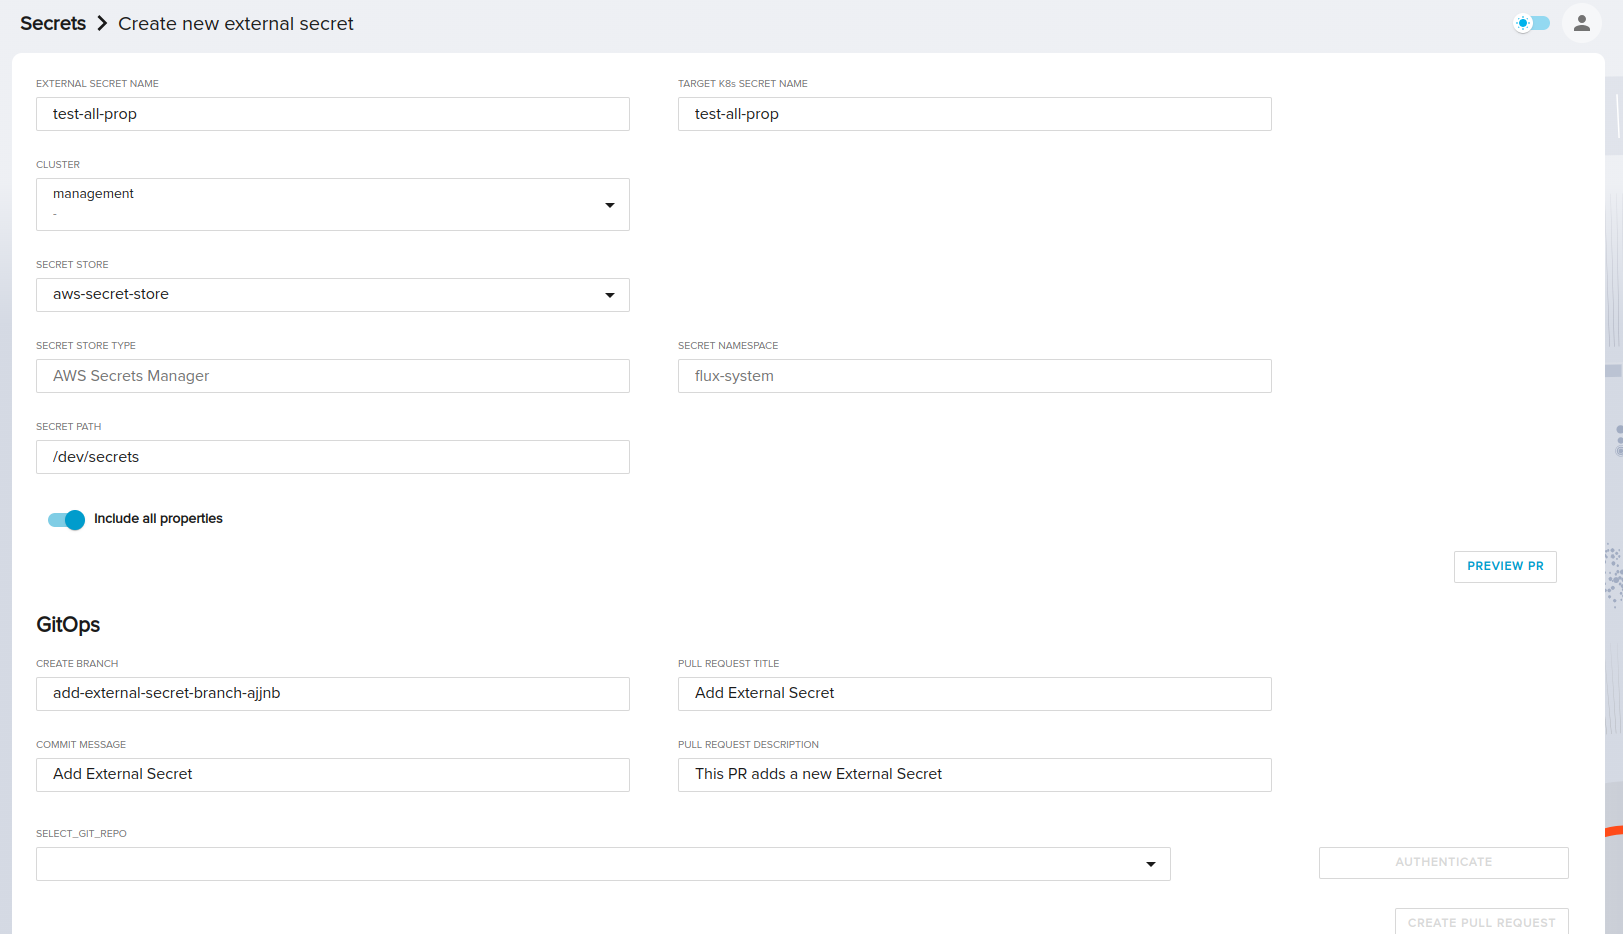 Secrets > Create new external secret
EXTERNAL SECRET NAME
TARGET K8s SECRET NAME
test-all-prop
test-all-prop
CLUSTER
management
-
SECRET STORE
aws-secret-store
SECRET STORE TYPE
SECRET NAMESPACE
AWS Secrets Manager
flux-system
SECRET PATH
/dev/secrets
Include all properties
PREVIEW PR
GitOps
CREATE BRANCH
PULL REQUEST TITLE
add-external-secret-branch-ajjnb
Add External Secret
COMMIT MESSAGE
PULL REQUEST DESCRIPTION
Add External Secret
This PR adds a new External Secret
SELECT_GIT_REPO
AUTHENTICATE
CREATE PULL REQUEST